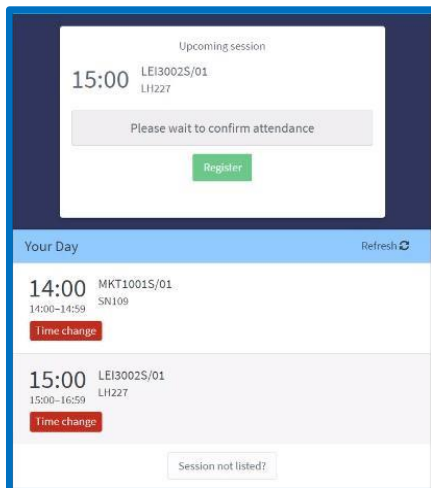 Upcoming session
15:00 LEI3002S/01
LH227
Please wait to confirm attendance
Register
Your Day Refresh
14:00 MKT1001S/01
14:00–14:59 SN109
Time change
15:00 LEI3002S/01
15:00–16:59 LH227
Time change
Session not listed?